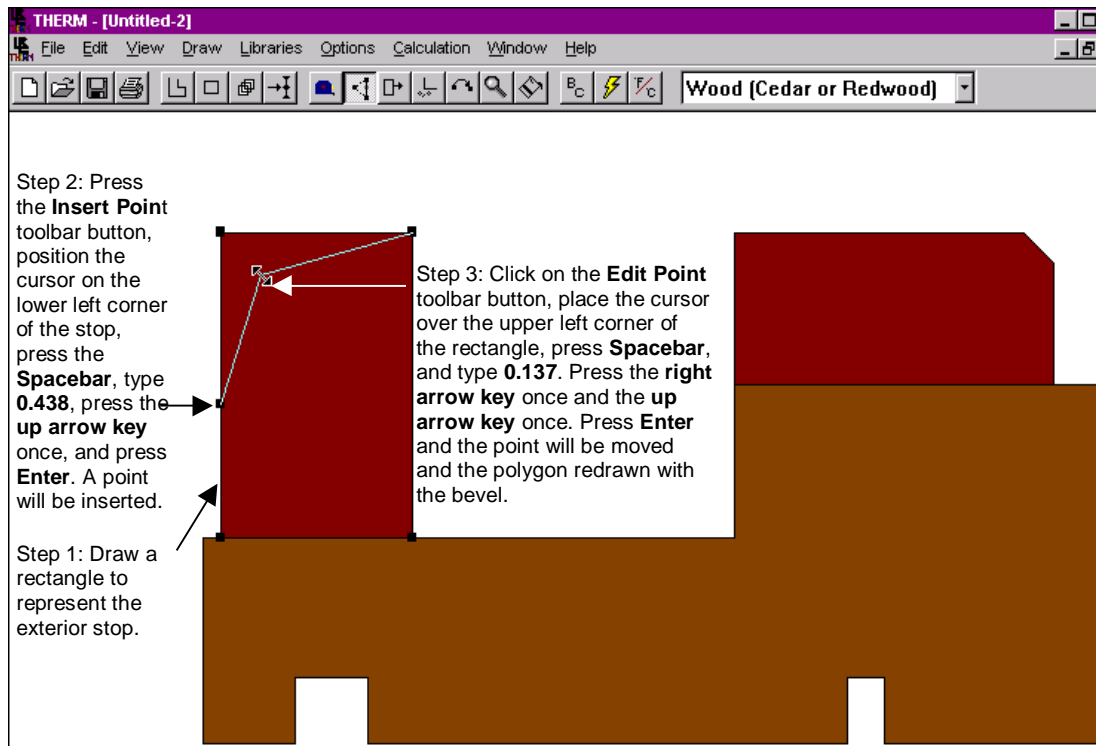 THERM - [Untitled-2]
File Edit View Draw Libraries Options Calculation Window Help
Wood (Cedar or Redwood)
Step 2: Press
the Insert Point
toolbar button,
position the
cursor on the
lower left corner
of the stop,
press the
Spacebar, type
0.438, press the
up arrow key
once, and press
Enter. A point
will be inserted.
Step 3: Click on the Edit Point
toolbar button, place the cursor
over the upper left corner of
the rectangle, press Spacebar,
and type 0.137. Press the right
arrow key once and the up
arrow key once. Press Enter
and the point will be moved
and the polygon redrawn with
the bevel.
Step 1: Draw a
rectangle to
represent the
exterior stop.